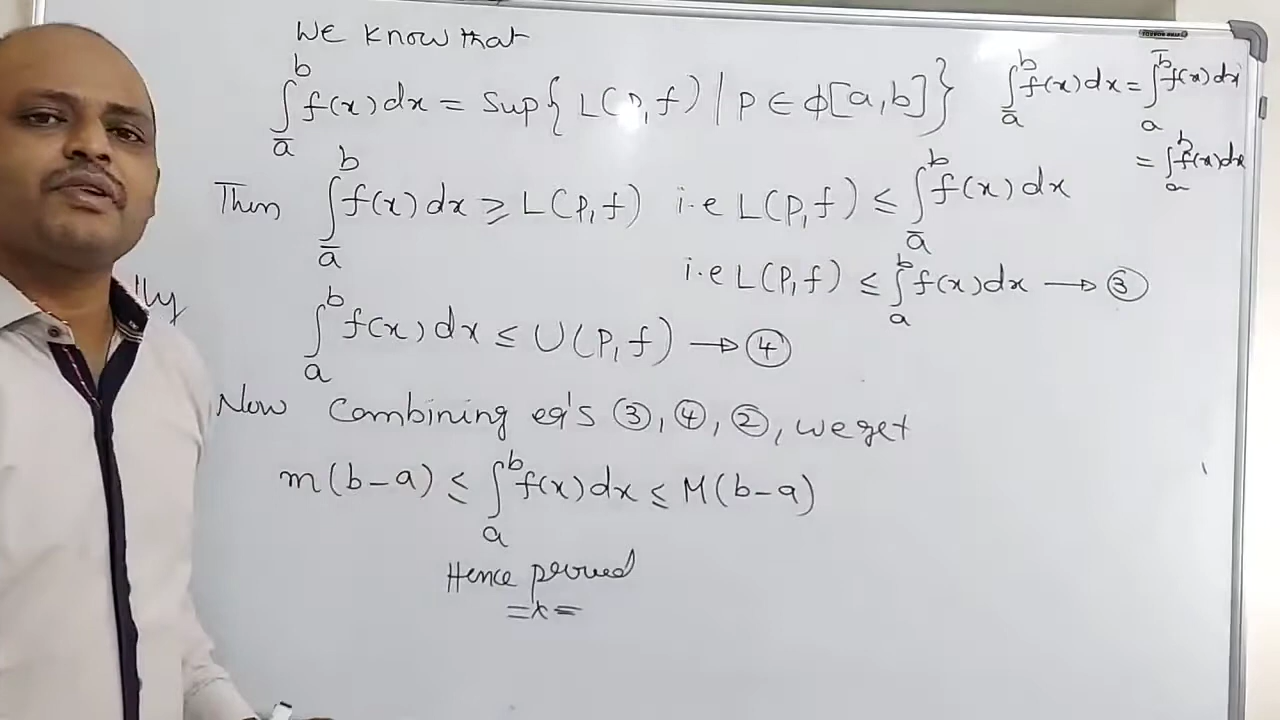 We know that
∫_a̲^b f(x) dx = Sup{ L(P, f) / P ∈ ϕ[a, b] } ∫_a̲^b f(x) dx = ∫_a^b̅ f(x) dx
= ∫_a^b f(x) dx
Then ∫_a̲^b f(x) dx ≥ L(P, f) i.e L(P, f) ≤ ∫_a̲^b f(x) dx
i.e L(P, f) ≤ ∫_a^b f(x) dx → ③
lly
∫_a^b f(x) dx ≤ U(P, f) → ④
Now Combining eq's ③, ④, ②, we get
m(b-a) ≤ ∫_a^b f(x) dx ≤ M(b-a)
Hence proved
=x=